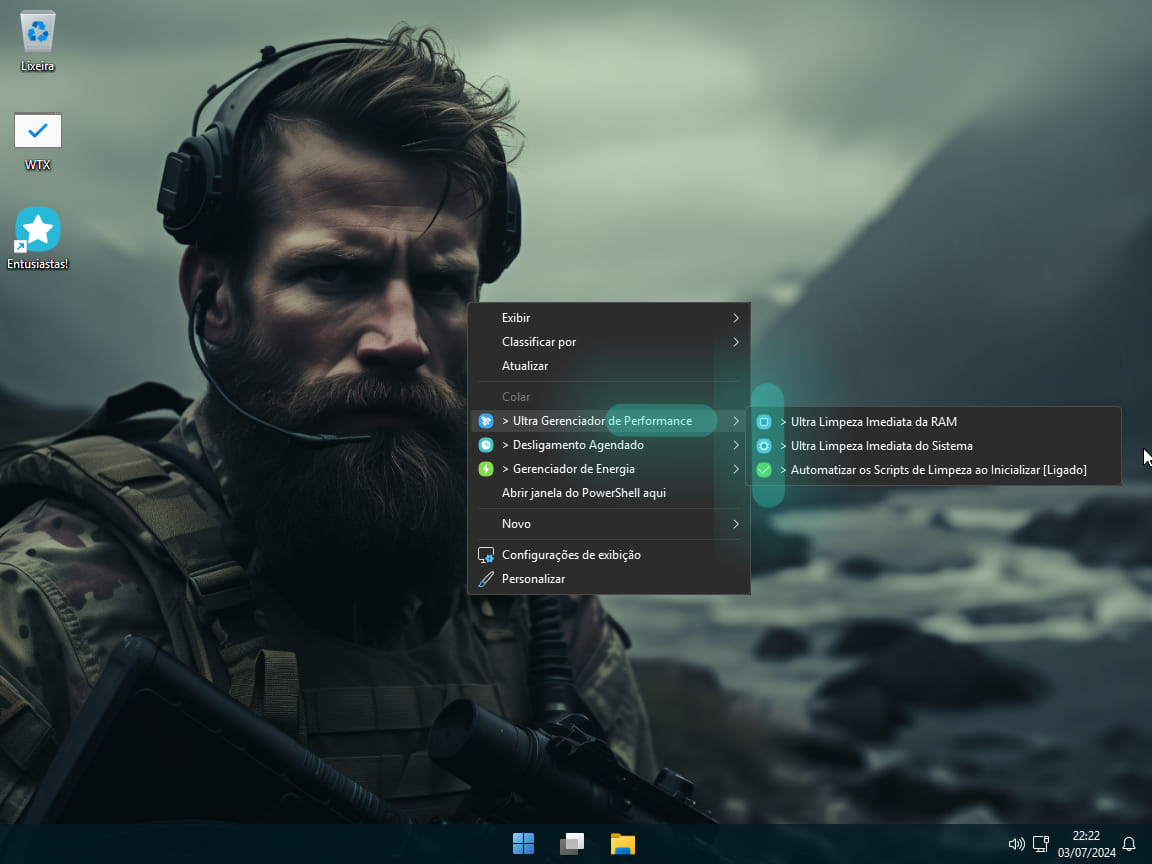 Lixeira
WTX
Entusiastas!
Exibir
Classificar por
Atualizar
Colar
> Ultra Gerenciador de Performance
> Desligamento Agendado
> Gerenciador de Energia
Abrir janela do PowerShell aqui
Novo
Configurações de exibição
Personalizar
> Ultra Limpeza Imediata da RAM
> Ultra Limpeza Imediata do Sistema
> Automatizar os Scripts de Limpeza ao Inicializar [Ligado]
22:22
03/07/2024